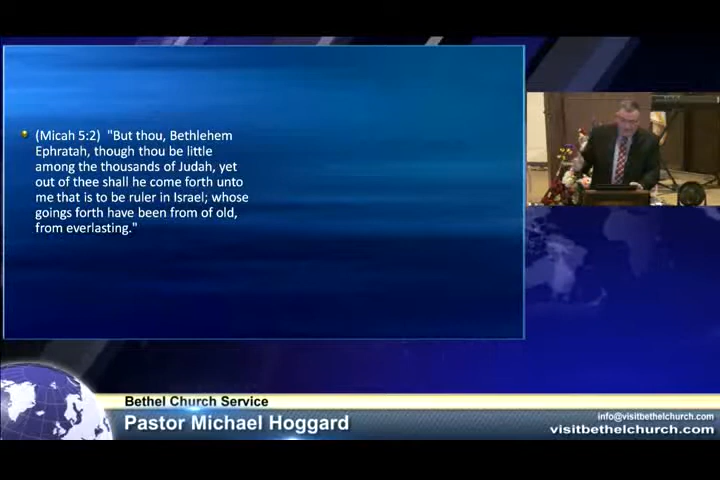 (Micah 5:2) "But thou, Bethlehem
Ephratah, though thou be little
among the thousands of Judah, yet
out of thee shall he come forth unto
me that is to be ruler in Israel; whose
goings forth have been from of old,
from everlasting."
Bethel Church Service
Pastor Michael Hoggard
info@visitbethelchurch.com
visitbethelchurch.com